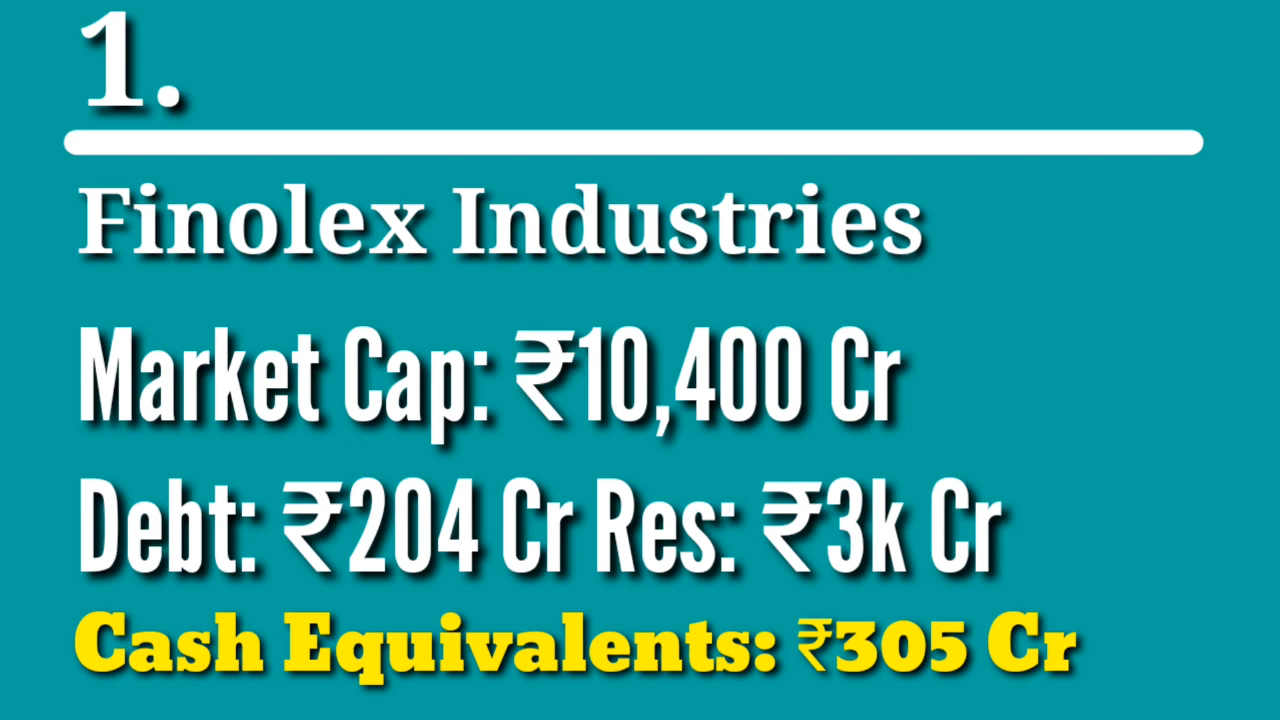 1.
Finolex Industries
Market Cap: ₹10,400 Cr
Debt: ₹204 Cr Res: ₹3k Cr
Cash Equivalents: ₹305 Cr